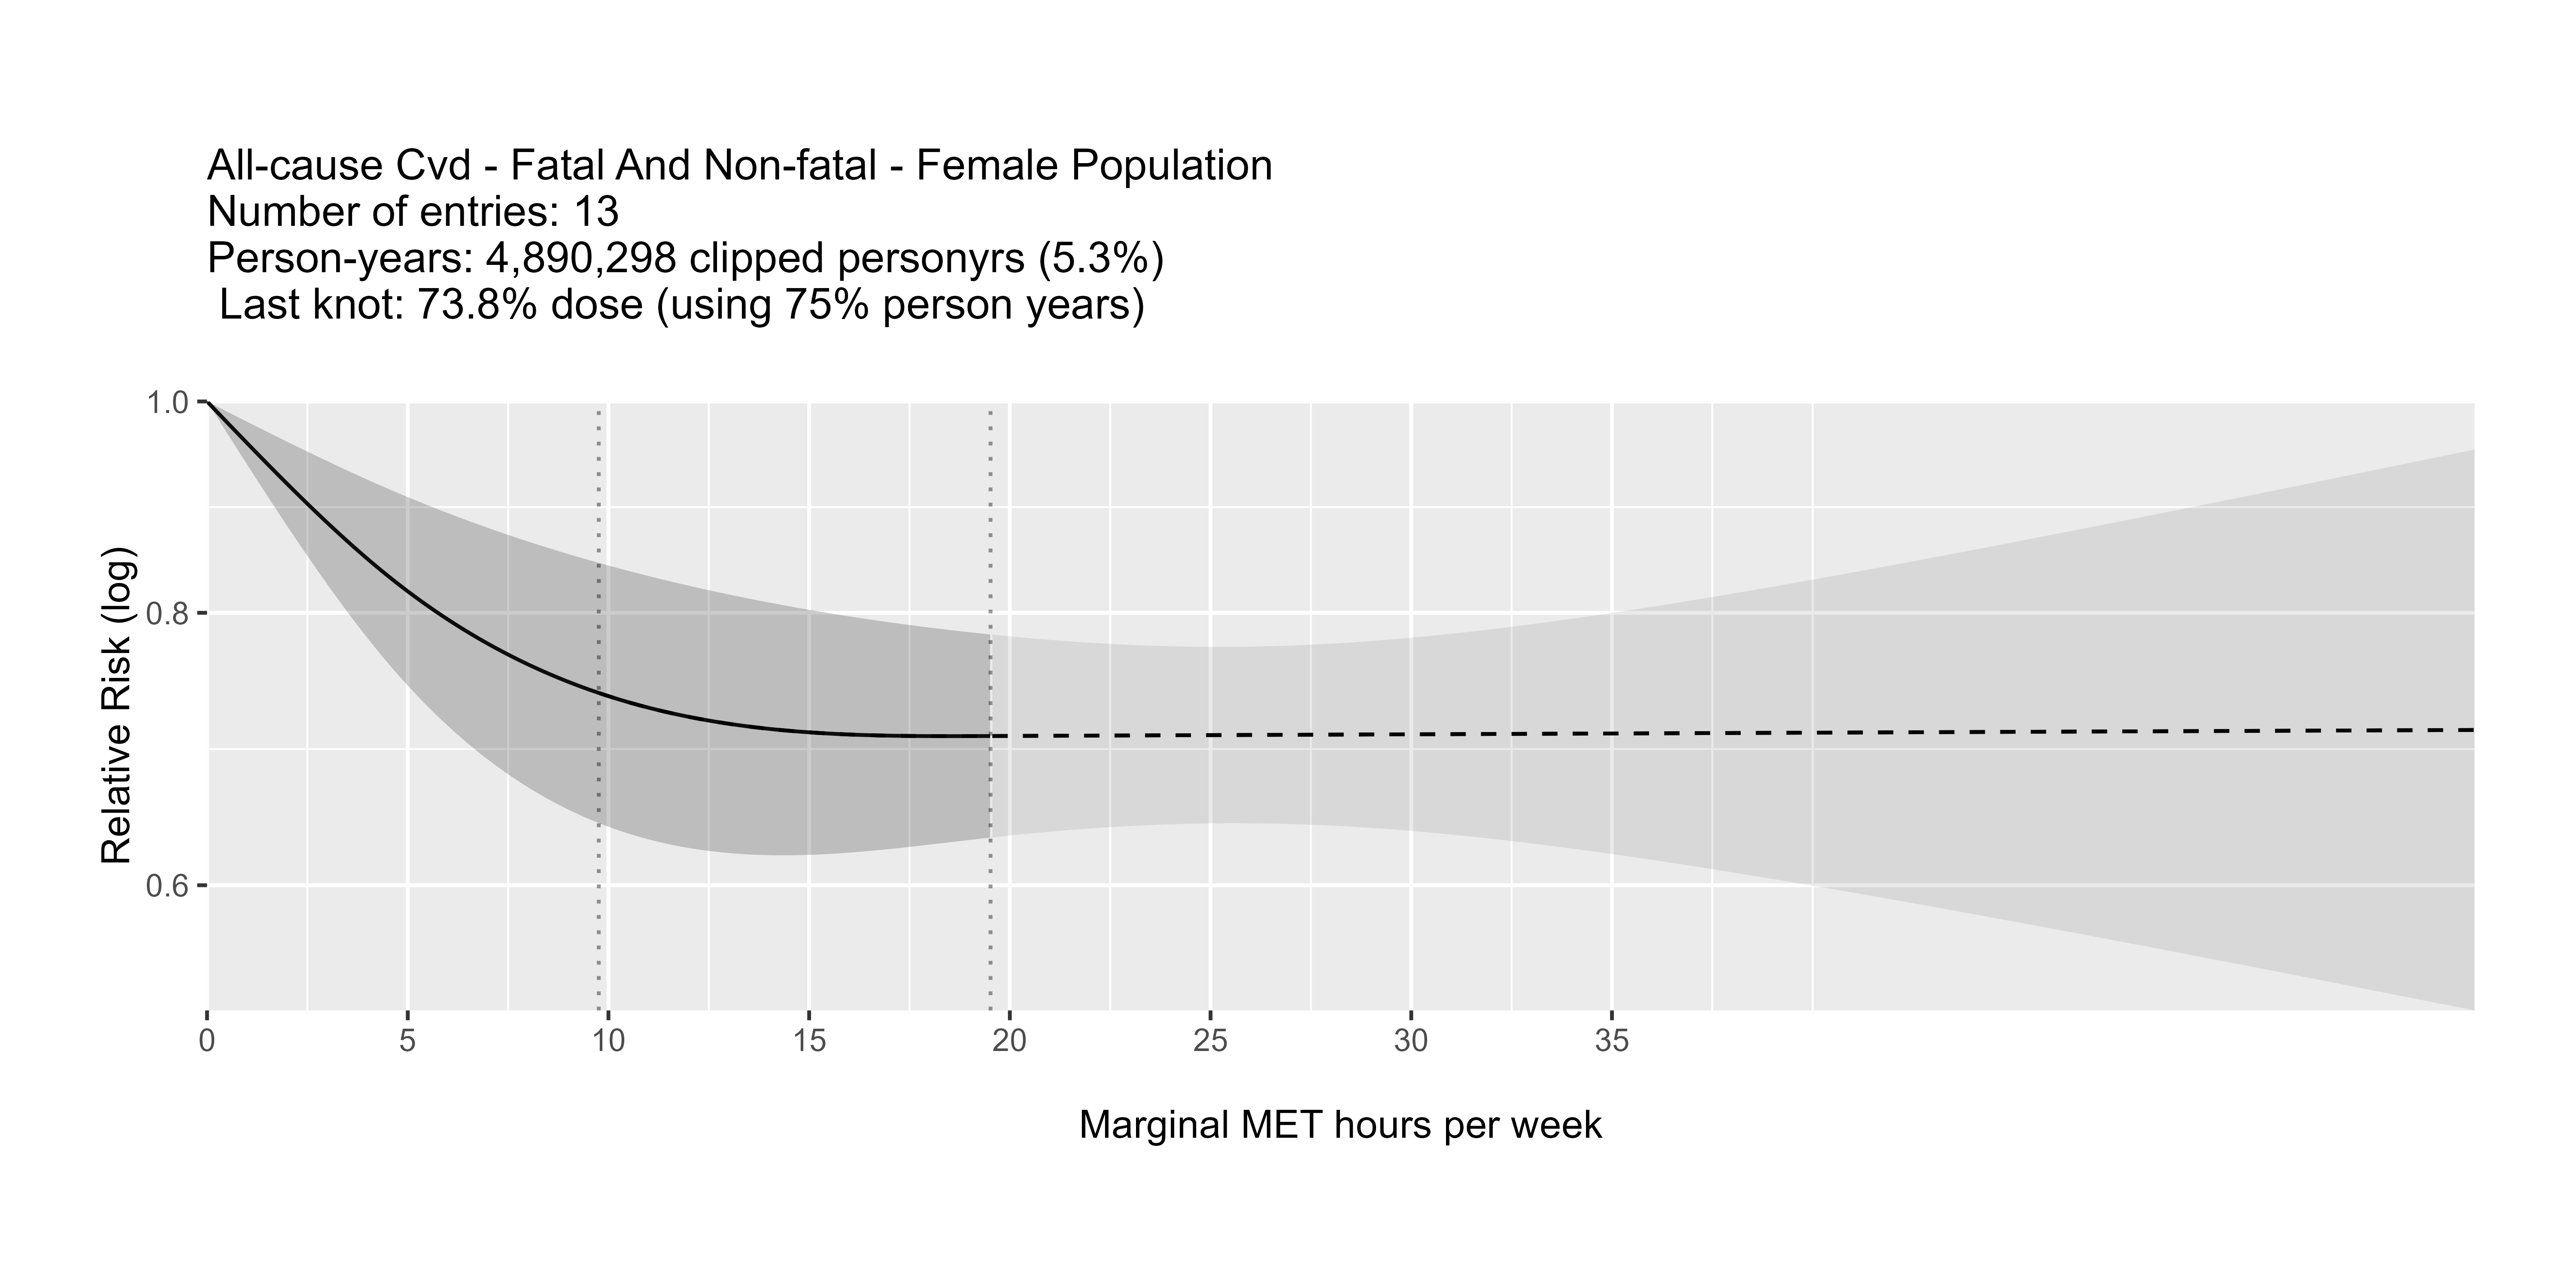 All-cause Cvd - Fatal And Non-fatal - Female Population
Number of entries: 13
Person-years: 4,890,298 clipped personyrs (5.3%)
Last knot: 73.8% dose (using 75% person years)
Relative Risk (log)
1.0
0.8
0.6
0 5 10 15 20 25 30 35
Marginal MET hours per week